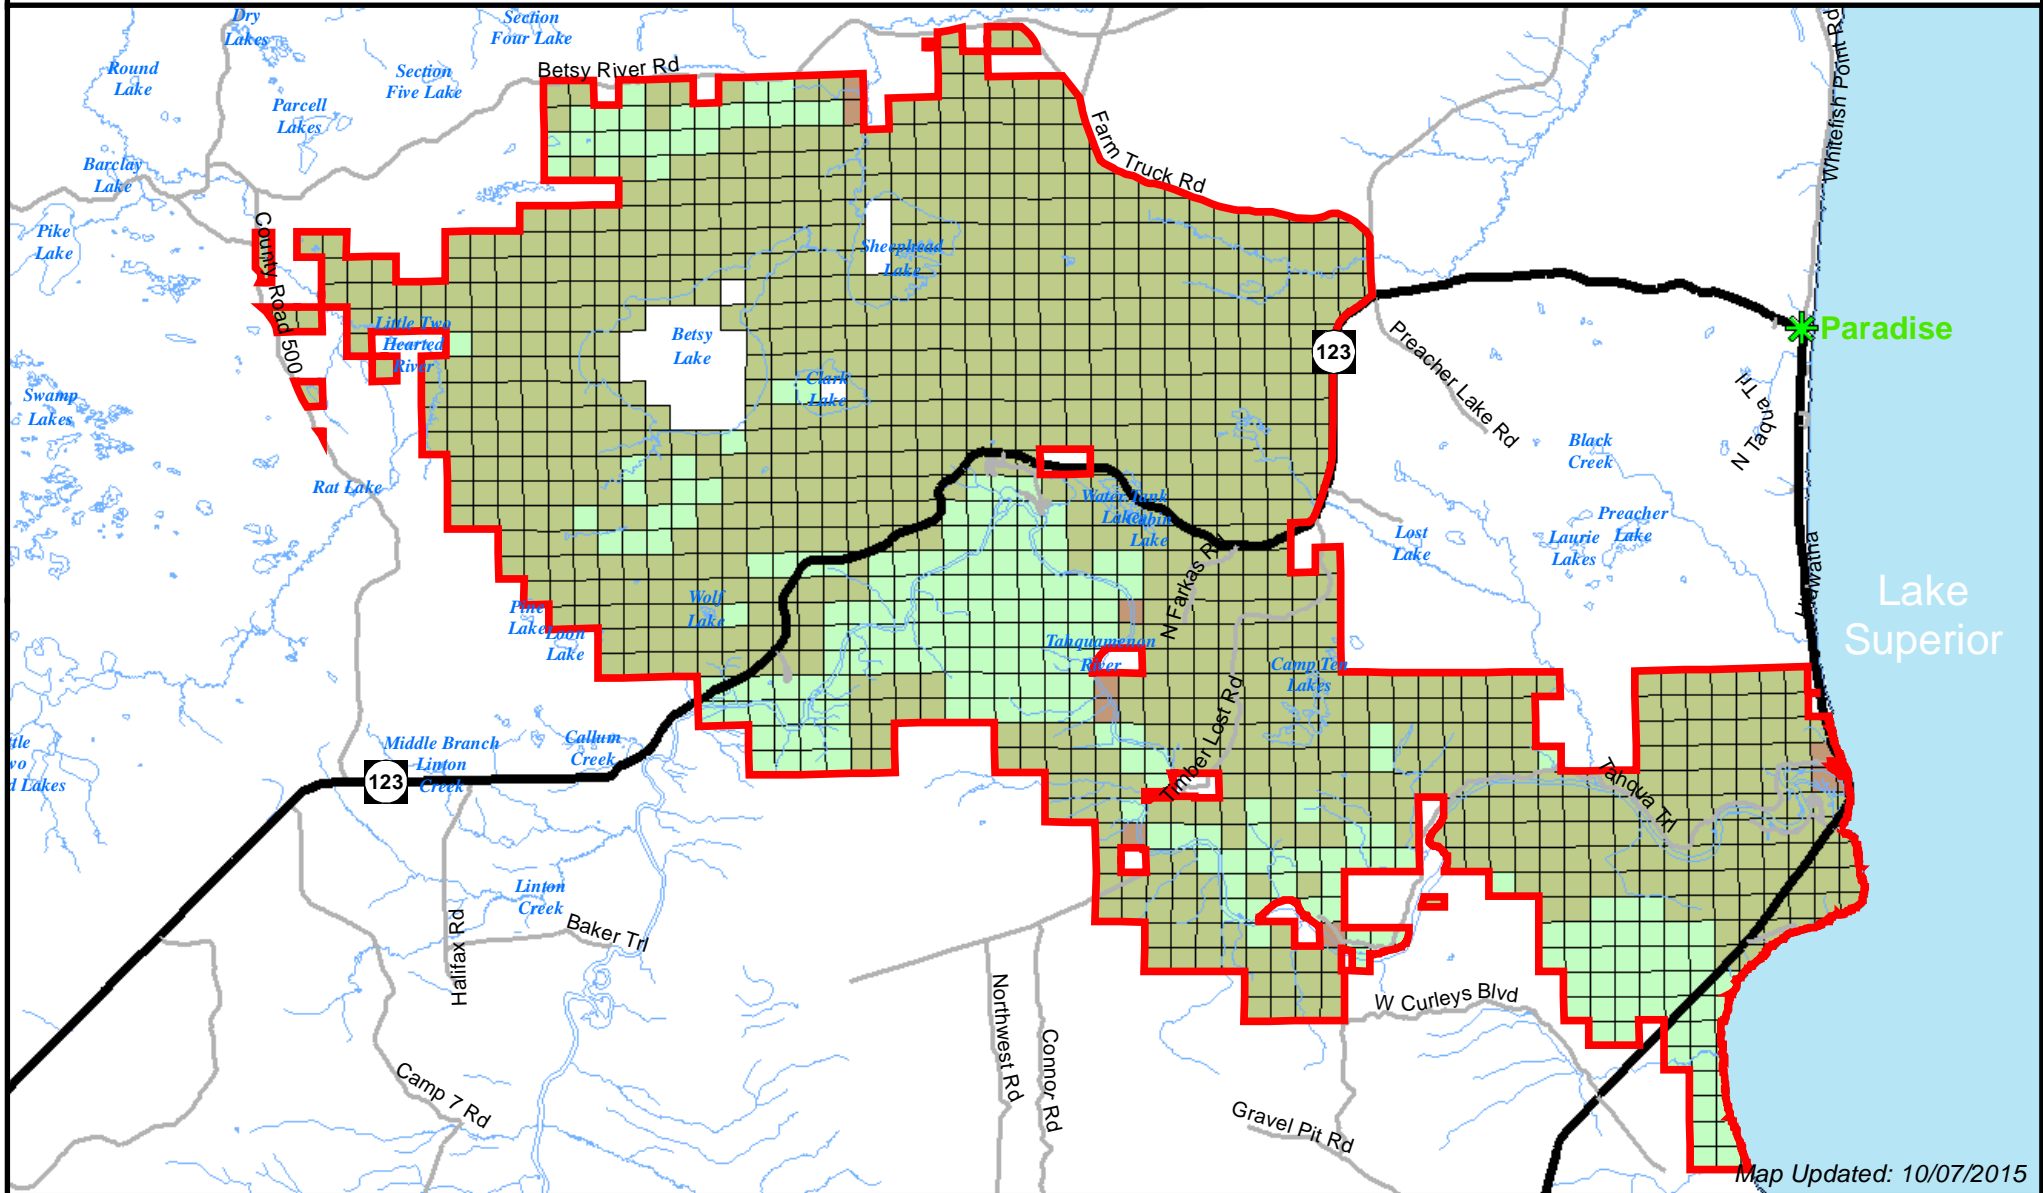 Dry
Lakes
Section
Four Lake
Round
Lake
Section
Five Lake
Betsy River Rd
Parcell
Lakes
Barclay
Lake
Farm Truck Rd
Whitefish Point Rd
Pike
Lake
County Road 500
Sheephead
Lake
Little Two
Hearted
River
Betsy
Lake
Clark
Lake
123
Preacher Lake Rd
Paradise
N Taqhua Trl
Swamp
Lakes
Rat Lake
Black
Creek
Water Tank
Lake
Cabin
Lake
Lost
Lake
Laurie
Lakes
Preacher
Lake
Hiawatha
Lake
Superior
N Farkas Rd
Pine
Lake
Loon
Lake
Wolf
Lake
Tahquamenon
River
Camp Ten
Lakes
Timber Lost Rd
Tahqua Trl
ttle
wo
d Lakes
Middle Branch
Linton
Creek
123
Callum
Creek
Linton
Creek
Halifax Rd
Baker Trl
Northwest Rd
Connor Rd
W Curleys Blvd
Camp 7 Rd
Gravel Pit Rd
Map Updated: 10/07/2015